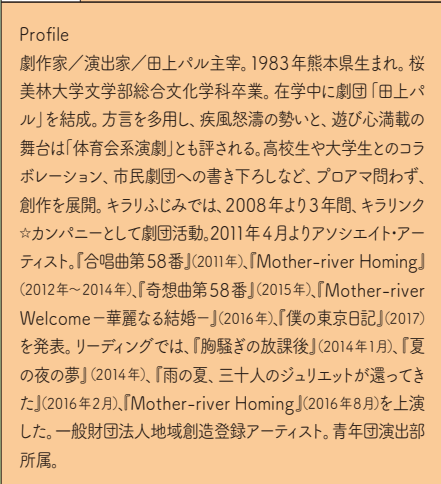 Profile
劇作家／演出家／田上パル主宰。1983年熊本県生まれ。桜
美林大学文学部総合文化学科卒業。在学中に劇団「田上パ
ル」を結成。方言を多用し、疾風怒濤の勢いと、遊び心満載の
舞台は「体育会系演劇」とも評される。高校生や大学生とのコラ
ボレーション、市民劇団への書き下ろしなど、プロアマ問わず、
創作を展開。キラリふじみでは、2008年より3年間、キラリンク
☆カンパニーとして劇団活動。2011年4月よりアソシエイト・アー
ティスト。『合唱曲第58番』(2011年)、『Mother-river Homing』
(2012年～2014年)、『奇想曲第58番』(2015年)、『Mother-river
Welcome－華麗なる結婚－』(2016年)、『僕の東京日記』(2017)
を発表。リーディングでは、『胸騒ぎの放課後』(2014年1月)、『夏
の夜の夢』(2014年)、『雨の夏、三十人のジュリエットが還ってき
た』(2016年2月)、『Mother-river Homing』(2016年8月)を上演
した。一般財団法人地域創造登録アーティスト。青年団演出部
所属。